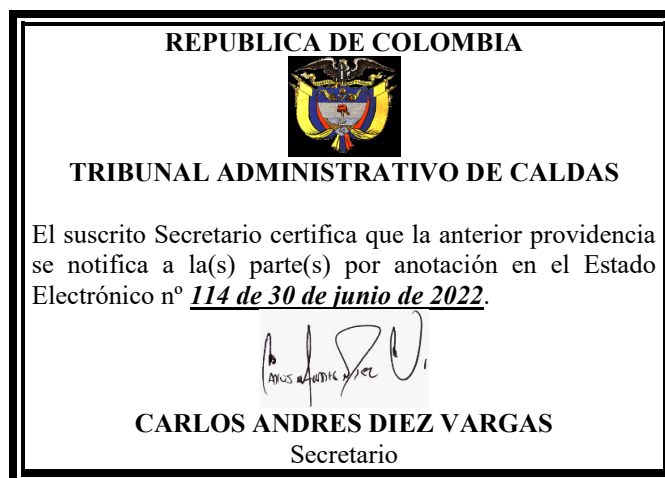 REPUBLICA DE COLOMBIA
TRIBUNAL ADMINISTRATIVO DE CALDAS
El suscrito Secretario certifica que la anterior providencia
se notifica a la(s) parte(s) por anotación en el Estado
Electrónico nº 114 de 30 de junio de 2022.
CARLOS ANDRES DIEZ VARGAS
Secretario